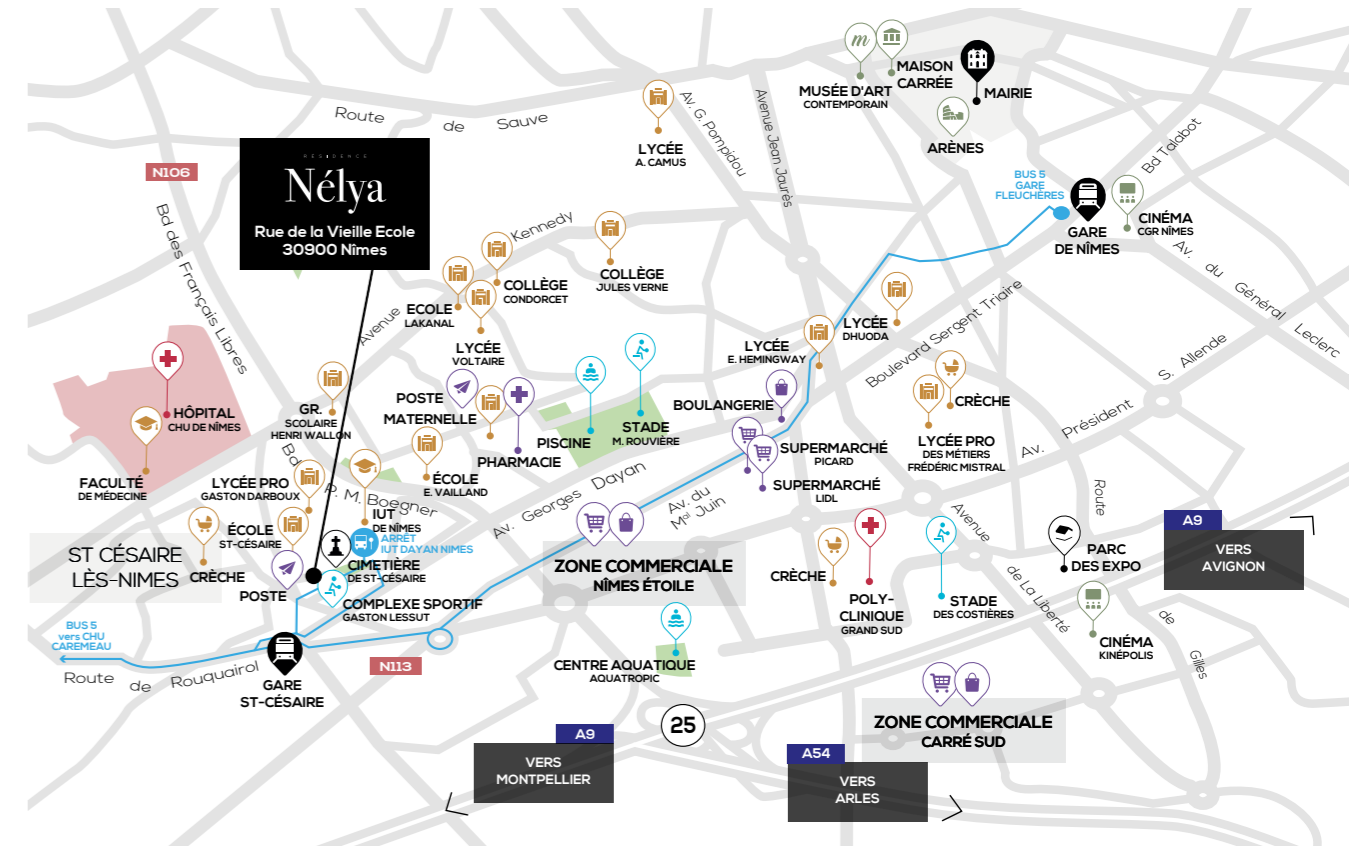 MUSÉE D'ART
CONTEMPORAIN
m
MAISON
CARRÉE
MAIRIE
ARÈNES
Route de Sauve
LYCÉE
A. CAMUS
Av. G. Pompidou
Avenue Jean Jaurès
Bd Talabot
BUS 5
GARE
FLEUCHÈRES
GARE
DE NÎMES
CINÉMA
CGR NÎMES
Av. du Général Leclerc
N106
RESIDENCE
Nélya
Rue de la Vieille Ecole
30900 Nîmes
Bd des Français Libres
Avenue Kennedy
COLLÈGE
CONDORCET
COLLÈGE
JULES VERNE
ECOLE
LAKANAL
LYCÉE
VOLTAIRE
LYCÉE
DHUODA
LYCÉE
E. HEMINGWAY
Boulevard Sergent Triaire
Av. Président S. Allende
HÔPITAL
CHU DE NÎMES
FACULTÉ
DE MÉDECINE
GR.
SCOLAIRE
HENRI WALLON
POSTE
MATERNELLE
PHARMACIE
PISCINE
STADE
M. ROUVIÈRE
BOULANGERIE
CRÈCHE
LYCÉE PRO
DES MÉTIERS
FRÉDÉRIC MISTRAL
SUPERMARCHÉ
PICARD
SUPERMARCHÉ
LIDL
ÉCOLE
E. VAILLAND
Bd P. M. Boegner
LYCÉE PRO
GASTON DARBOUX
Av. Georges Dayan
Av. du
Mal Juin
IUT
DE NÎMES
ARRÊT
IUT DAYAN NIMES
ÉCOLE
ST-CÉSAIRE
ST CÉSAIRE
LÈS-NIMES
CRÈCHE
POSTE
CIMETIÈRE
DE ST-CÉSAIRE
COMPLEXE SPORTIF
GASTON LESSUT
ZONE COMMERCIALE
NÎMES ÉTOILE
CRÈCHE
POLY-
CLINIQUE
GRAND SUD
STADE
DES COSTIÈRES
Avenue de La Liberté
PARC
DES EXPO
Route de Gilles
A9
VERS
AVIGNON
CINÉMA
KINÉPOLIS
BUS 5
vers CHU
CAREMEAU
Route de Rouquairol
GARE
ST-CÉSAIRE
N113
CENTRE AQUATIQUE
AQUATROPIC
25
ZONE COMMERCIALE
CARRÉ SUD
A9
VERS
MONTPELLIER
A54
VERS
ARLES